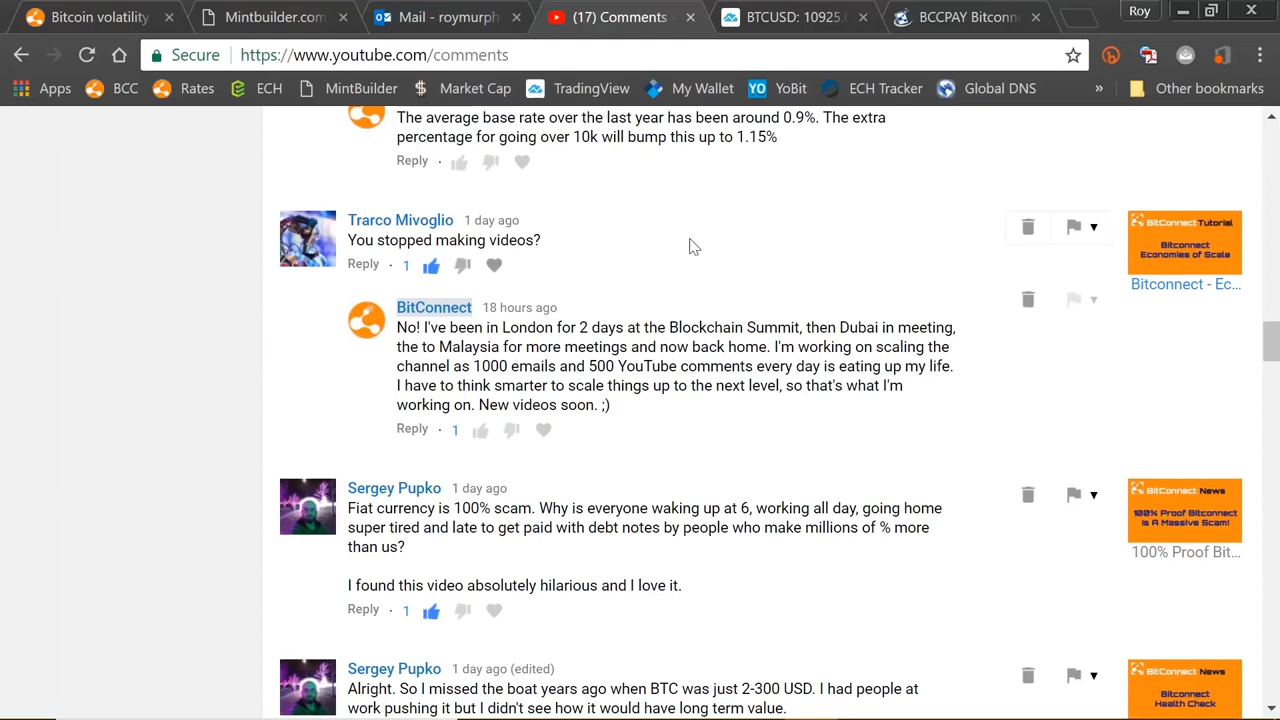 Bitcoin volatility
Mintbuilder.com
Mail - roymurph
(17) Comments -
BTCUSD: 10925.
BCCPAY Bitconn
Roy
Secure
https://www.youtube.com/comments
Apps
BCC
Rates
ECH
MintBuilder
Market Cap
TradingView
My Wallet
YO YoBit
ECH Tracker
Global DNS
»
Other bookmarks
The average base rate over the last year has been around 0.9%. The extra
percentage for going over 10k will bump this up to 1.15%
Reply
Trarco Mivoglio 1 day ago
You stopped making videos?
Reply · 1
BitConnect Tutorial
Bitconnect
Economies of Scale
Bitconnect - Ec...
BitConnect 18 hours ago
No! I've been in London for 2 days at the Blockchain Summit, then Dubai in meeting,
the to Malaysia for more meetings and now back home. I'm working on scaling the
channel as 1000 emails and 500 YouTube comments every day is eating up my life.
I have to think smarter to scale things up to the next level, so that's what I'm
working on. New videos soon. ;)
Reply · 1
Sergey Pupko 1 day ago
Fiat currency is 100% scam. Why is everyone waking up at 6, working all day, going home
super tired and late to get paid with debt notes by people who make millions of % more
than us?
I found this video absolutely hilarious and I love it.
Reply · 1
BitConnect News
100% Proof Bitconnect
Is A Massive Scam!
100% Proof Bit...
Sergey Pupko 1 day ago (edited)
Alright. So I missed the boat years ago when BTC was just 2-300 USD. I had people at
work pushing it but I didn't see how it would have long term value.
BitConnect News
Bitconnect
Health Check